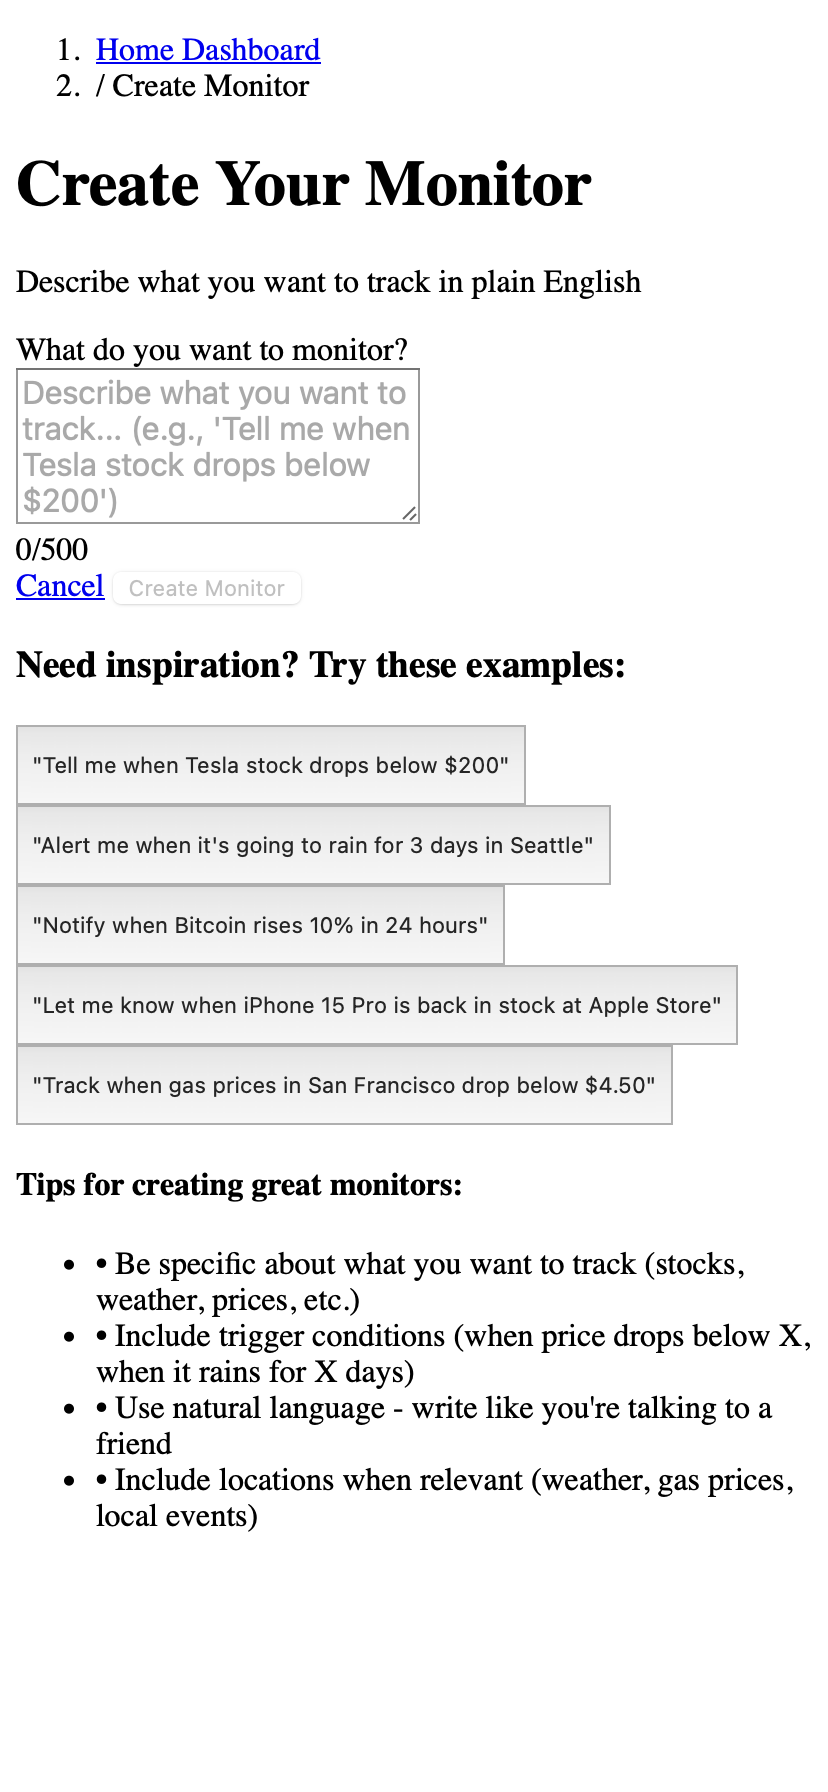 1. Home Dashboard
2. / Create Monitor
Create Your Monitor
Describe what you want to track in plain English
What do you want to monitor?
Describe what you want to
track... (e.g., 'Tell me when
Tesla stock drops below
$200')
0/500
Cancel Create Monitor
Need inspiration? Try these examples:
"Tell me when Tesla stock drops below $200"
"Alert me when it's going to rain for 3 days in Seattle"
"Notify when Bitcoin rises 10% in 24 hours"
"Let me know when iPhone 15 Pro is back in stock at Apple Store"
"Track when gas prices in San Francisco drop below $4.50"
Tips for creating great monitors:
• • Be specific about what you want to track (stocks,
weather, prices, etc.)
• • Include trigger conditions (when price drops below X,
when it rains for X days)
• • Use natural language - write like you're talking to a
friend
• • Include locations when relevant (weather, gas prices,
local events)